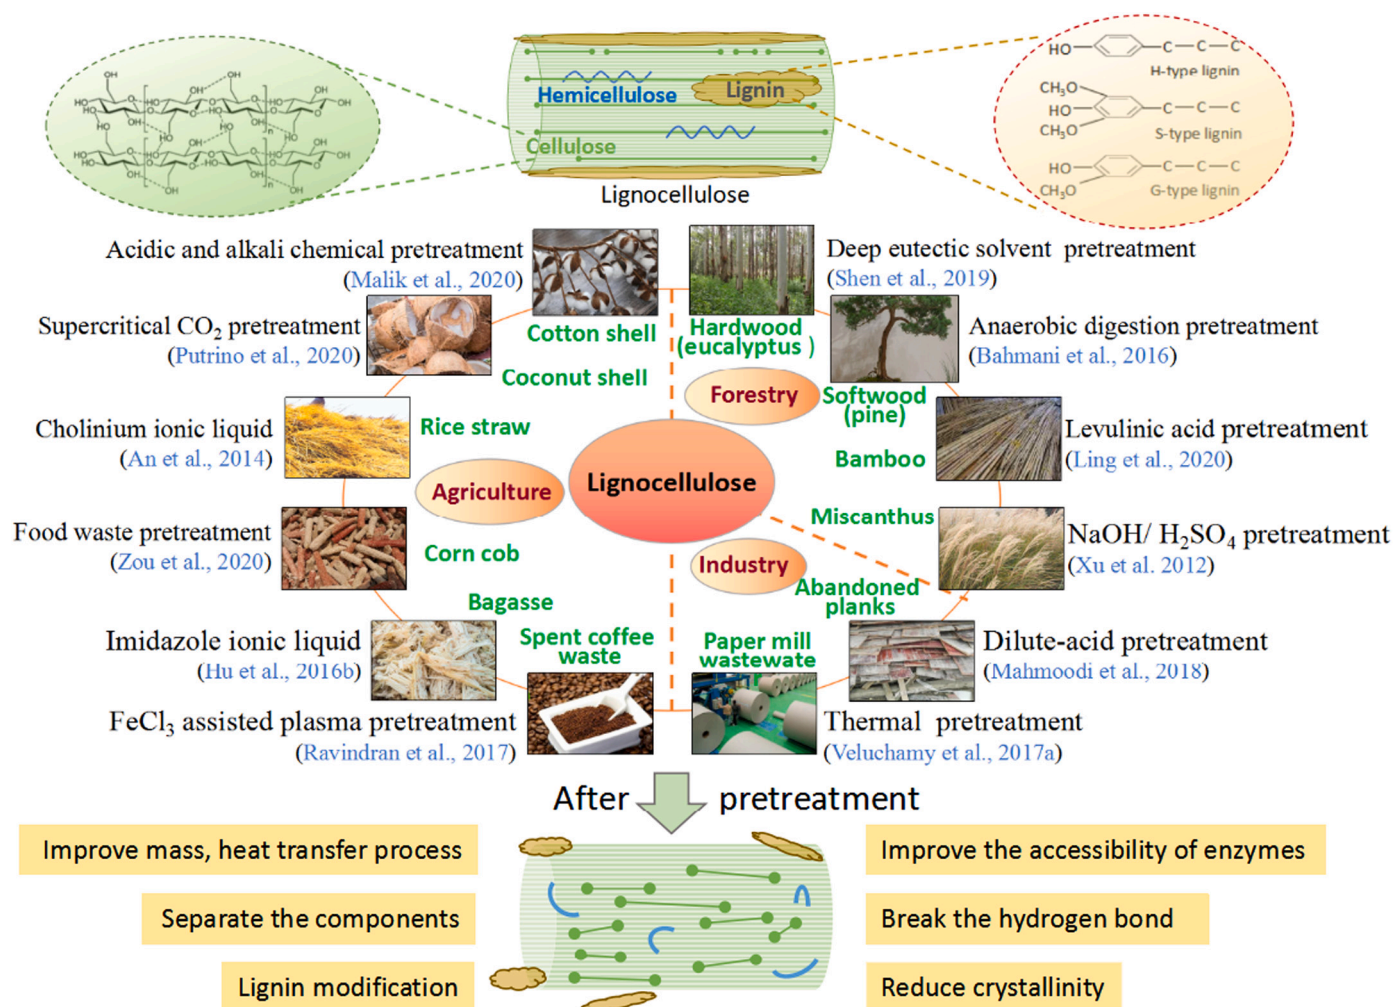 HO C C C
H-type lignin
CH₃O
HO C C C
CH₃O
S-type lignin
HO C C C
CH₃O
G-type lignin
Hemicellulose
Lignin
Cellulose
Lignocellulose
Acidic and alkali chemical pretreatment
(Malik et al., 2020)
Deep eutectic solvent pretreatment
(Shen et al., 2019)
Supercritical CO₂ pretreatment
(Putrino et al., 2020)
Cotton shell
Hardwood
(eucalyptus )
Anaerobic digestion pretreatment
(Bahmani et al., 2016)
Coconut shell
Forestry
Softwood
(pine)
Cholinium ionic liquid
(An et al., 2014)
Rice straw
Bamboo
Levulinic acid pretreatment
(Ling et al., 2020)
Agriculture
Lignocellulose
Miscanthus
Food waste pretreatment
(Zou et al., 2020)
Corn cob
NaOH/ H₂SO₄ pretreatment
(Xu et al. 2012)
Industry
Abandoned
planks
Bagasse
Imidazole ionic liquid
(Hu et al., 2016b)
Spent coffee
waste
Paper mill
wastewate
Dilute-acid pretreatment
(Mahmoodi et al., 2018)
FeCl₃ assisted plasma pretreatment
(Ravindran et al., 2017)
Thermal pretreatment
(Veluchamy et al., 2017a)
After pretreatment
Improve mass, heat transfer process
Improve the accessibility of enzymes
Separate the components
Break the hydrogen bond
Lignin modification
Reduce crystallinity